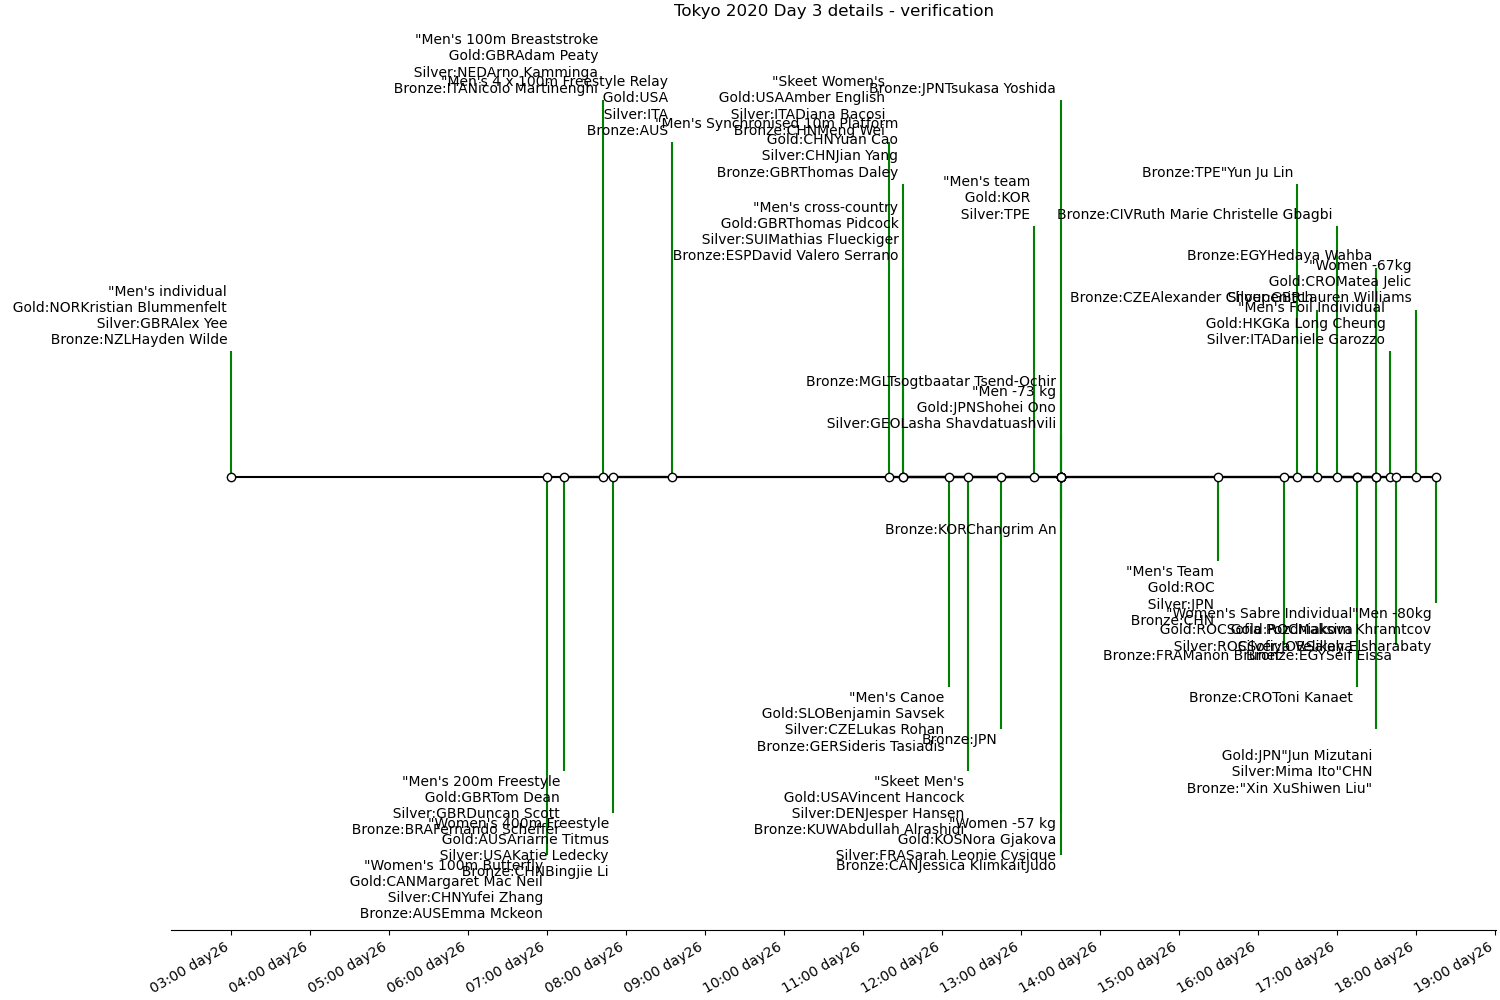 Tokyo 2020 Day 3 details - verification
"Men's 100m Breaststroke
Gold:GBRAdam Peaty
Silver:NEDArno Kamminga
Bronze:ITANicolo Martinenghi
"Men's 4 x 100m Freestyle Relay
Gold:USA
Silver:ITA
Bronze:AUS
"Skeet Women's
Gold:USAAmber English
Silver:ITADiana Bacosi
Bronze:CHNMeng Wei
Bronze:JPNTsukasa Yoshida
"Men's Synchronised 10m Platform
Gold:CHNYuan Cao
Silver:CHNJian Yang
Bronze:GBRThomas Daley
"Men's team
Gold:KOR
Silver:TPE
Bronze:TPE"Yun Ju Lin
"Men's cross-country
Gold:GBRThomas Pidcock
Silver:SUIMathias Flueckiger
Bronze:ESPDavid Valero Serrano
Bronze:CIVRuth Marie Christelle Gbagbi
Bronze:EGYHedaya Wahba
"Women -67kg
Gold:CROMatea Jelic
Silver:GBRLauren Williams
Bronze:CZEAlexander Choupenitch
"Men's Foil Individual
Gold:HKGKa Long Cheung
Silver:ITADaniele Garozzo
"Men's individual
Gold:NORKristian Blummenfelt
Silver:GBRAlex Yee
Bronze:NZLHayden Wilde
Bronze:MGLTsogtbaatar Tsend-Ochir
"Men -73 kg
Gold:JPNShohei Ono
Silver:GEOLasha Shavdatuashvili
Bronze:KORChangrim An
"Men's Team
Gold:ROC
Silver:JPN
Bronze:CHN
"Women's Sabre Individual
Gold:ROCSofia Pozdniakova
Silver:ROCSofiya Velikaya
"Men -80kg
Gold:ROCMaksim Khramtcov
Silver:JORSaleh Elsharabaty
Bronze:FRAManon Brunet
Bronze:EGYSeif Eissa
Bronze:CROToni Kanaet
"Men's Canoe
Gold:SLOBenjamin Savsek
Silver:CZELukas Rohan
Bronze:GERSideris Tasiadis
Bronze:JPN
Gold:JPN"Jun Mizutani
Silver:Mima Ito"CHN
Bronze:"Xin XuShiwen Liu"
"Men's 200m Freestyle
Gold:GBRTom Dean
Silver:GBRDuncan Scott
Bronze:BRAFernando Scheffer
"Skeet Men's
Gold:USAVincent Hancock
Silver:DENJesper Hansen
Bronze:KUWAbdullah Alrashidi
"Women's 400m Freestyle
Gold:AUSAriarne Titmus
Silver:USAKatie Ledecky
Bronze:CHNBingjie Li
"Women -57 kg
Gold:KOSNora Gjakova
Silver:FRASarah Leonie Cysique
Bronze:CANJessica KlimkaitJudo
"Women's 100m Butterfly
Gold:CANMargaret Mac Neil
Silver:CHNYufei Zhang
Bronze:AUSEmma Mckeon
03:00 day26
04:00 day26
05:00 day26
06:00 day26
07:00 day26
08:00 day26
09:00 day26
10:00 day26
11:00 day26
12:00 day26
13:00 day26
14:00 day26
15:00 day26
16:00 day26
17:00 day26
18:00 day26
19:00 day26